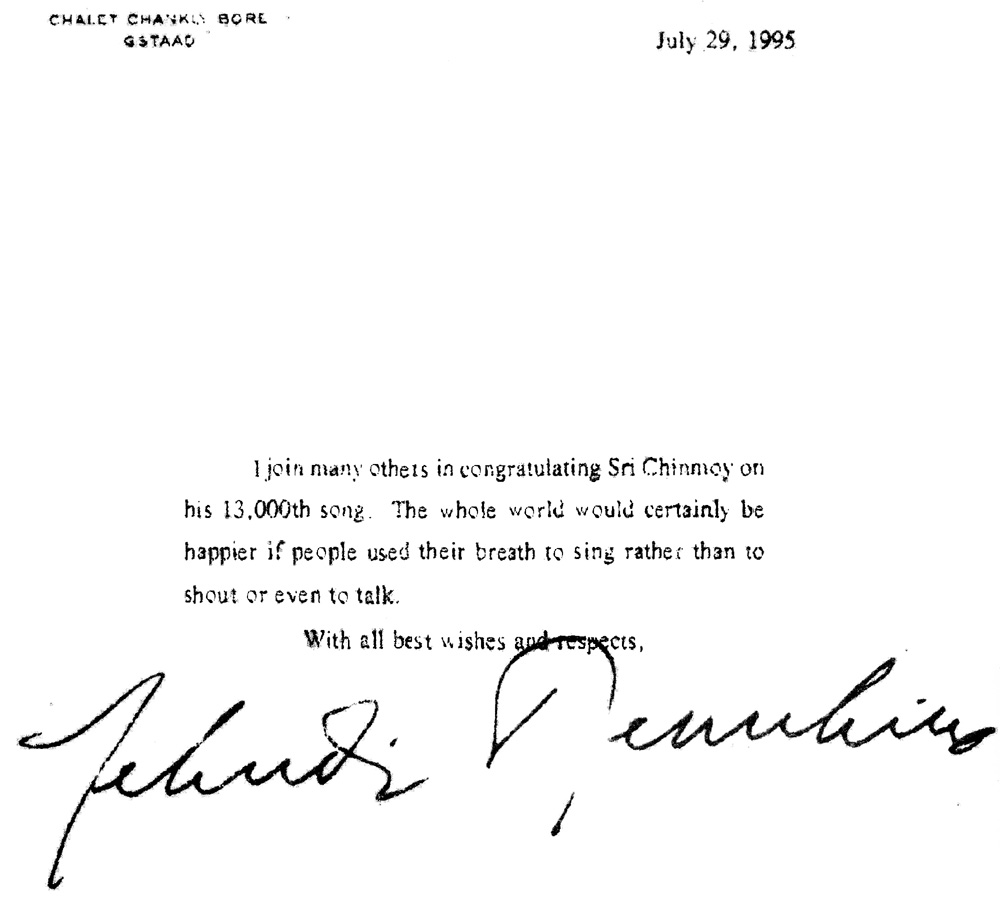 CHALET CHANKLY BORE
GSTAAD
July 29, 1995
I join many others in congratulating Sri Chinmoy on
his 13,000th song. The whole world would certainly be
happier if people used their breath to sing rather than to
shout or even to talk.
With all best wishes and respects,
Yehudi Menuhin